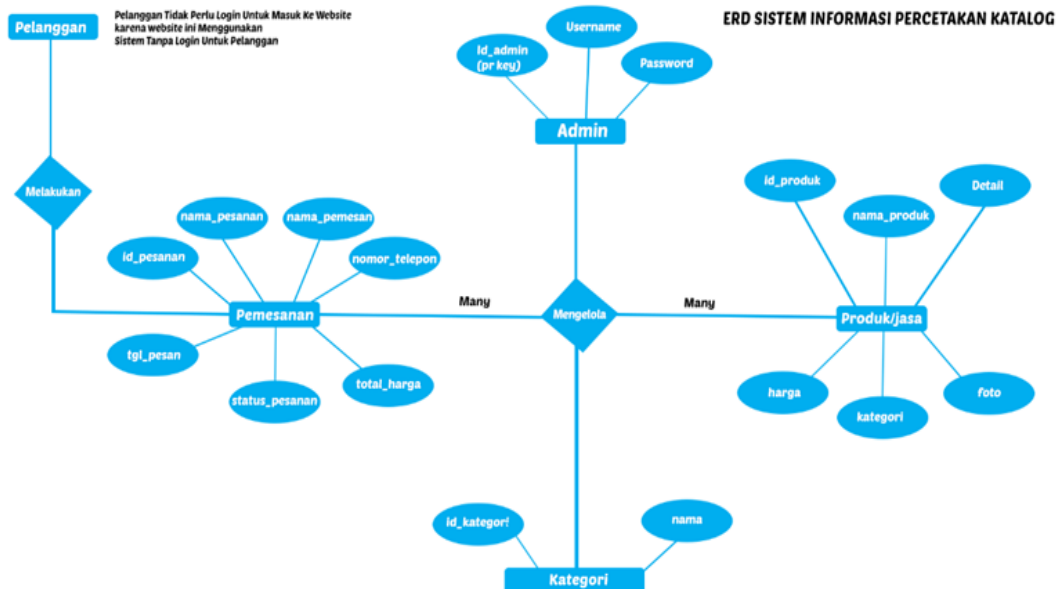 ERD SISTEM INFORMASI PERCETAKAN KATALOG
Pelanggan
Pelanggan Tidak Perlu Login Untuk Masuk Ke Website
karena website ini Menggunakan
Sistem Tanpa Login Untuk Pelanggan
Username
Id_admin
(pr key)
Password
Admin
Melakukan
id_produk
Detail
nama_produk
nama_pesanan
nama_pemesan
id_pesanan
nomor_telepon
Many
Many
Pemesanan
Mengelola
Produk/jasa
tgl_pesan
total_harga
status_pesanan
harga
foto
kategori
id_kategor!
nama
Kategori